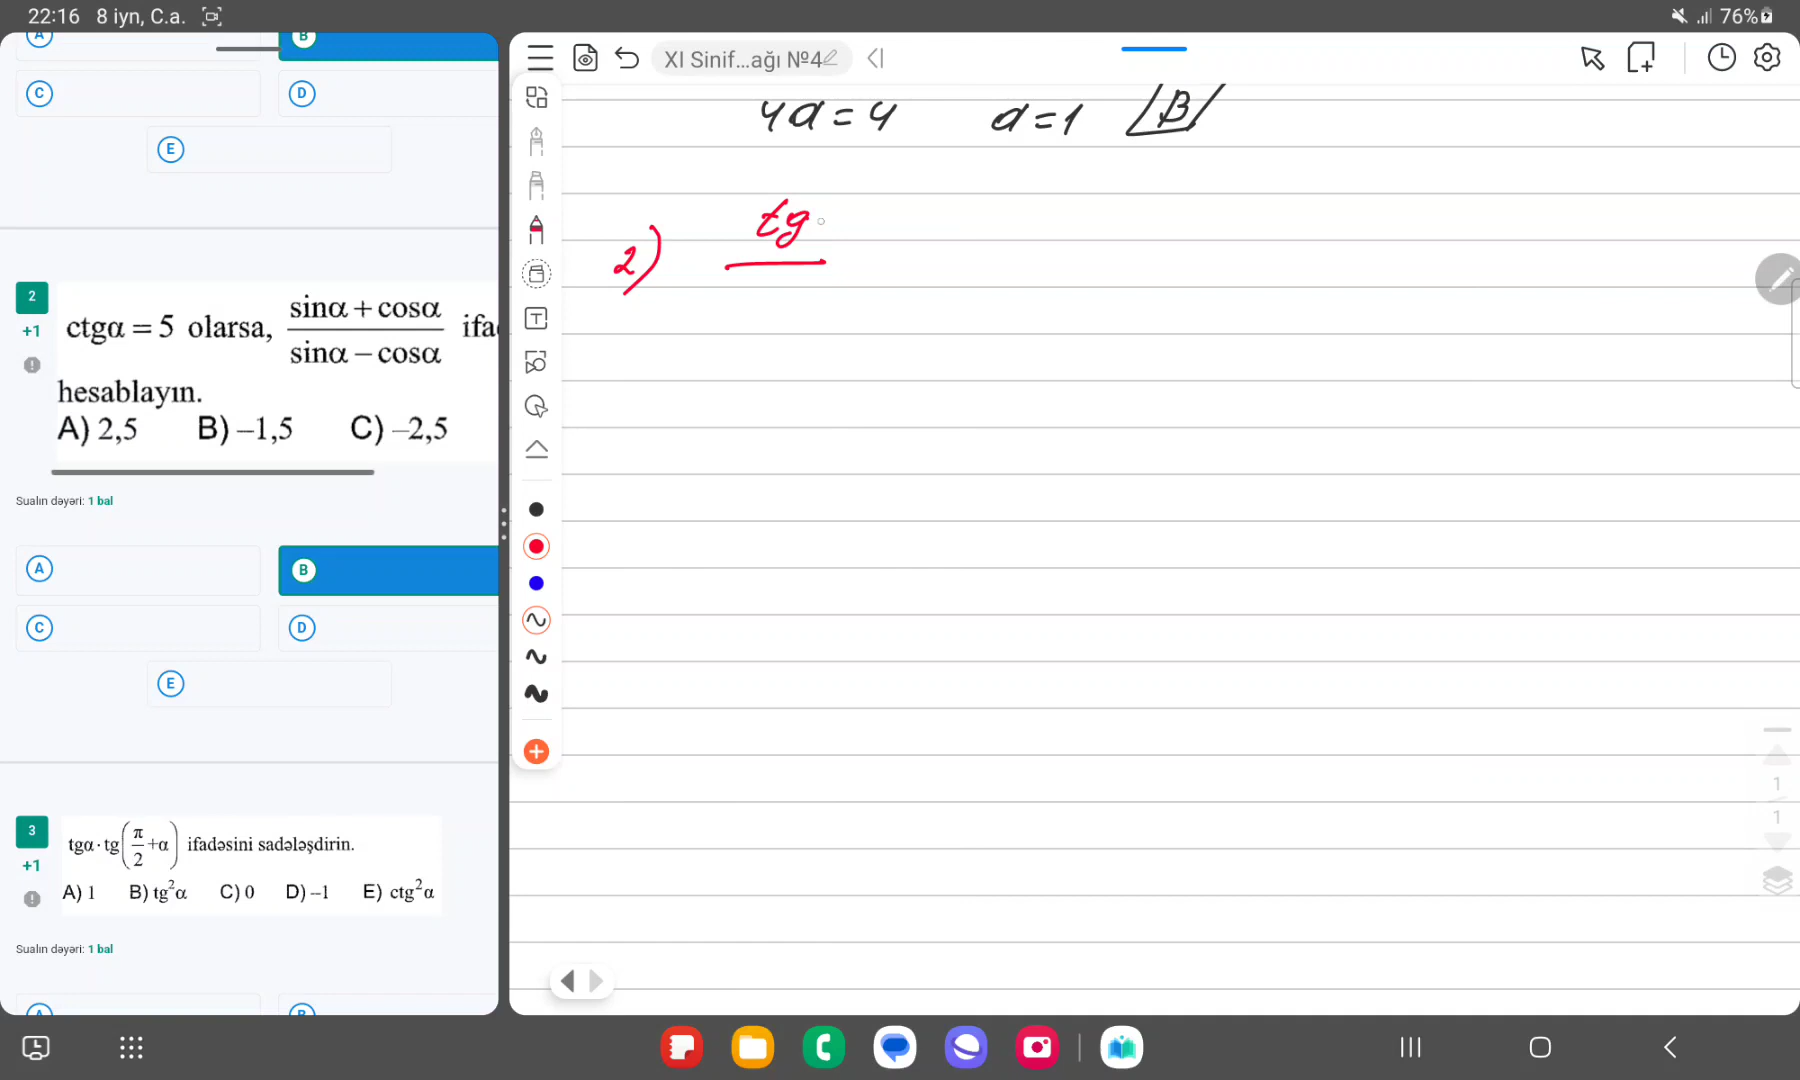 22:16 8 iyn, C.a. 76%
A B
C D
E
2
+1
ctgα = 5 olarsa, (sinα + cosα)/(sinα − cosα) ifa
hesablayın.
A) 2,5 B) –1,5 C) –2,5
Sualın dəyəri: 1 bal
A B
C D
E
3
+1
tgα · tg(π/2 + α) ifadəsini sadələşdirin.
A) 1 B) tg²α C) 0 D) –1 E) ctg²α
Sualın dəyəri: 1 bal
A B
XI Sinif...ağı №4
4a = 4 a = 1 B
2) tg
T
1
1